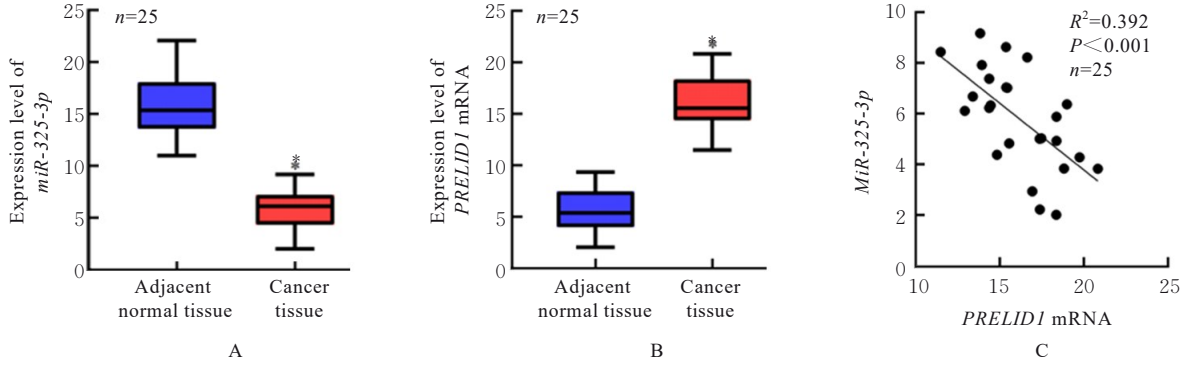 Expression level of
miR-325-3p
25
20
15
10
5
0
n=25
**
Adjacent
normal tissue
Cancer
tissue
A
Expression level of
PRELID1 mRNA
25
20
15
10
5
0
n=25
**
Adjacent
normal tissue
Cancer
tissue
B
MiR-325-3p
10
8
6
4
2
0
R²=0.392
P<0.001
n=25
10
15
20
25
PRELID1 mRNA
C